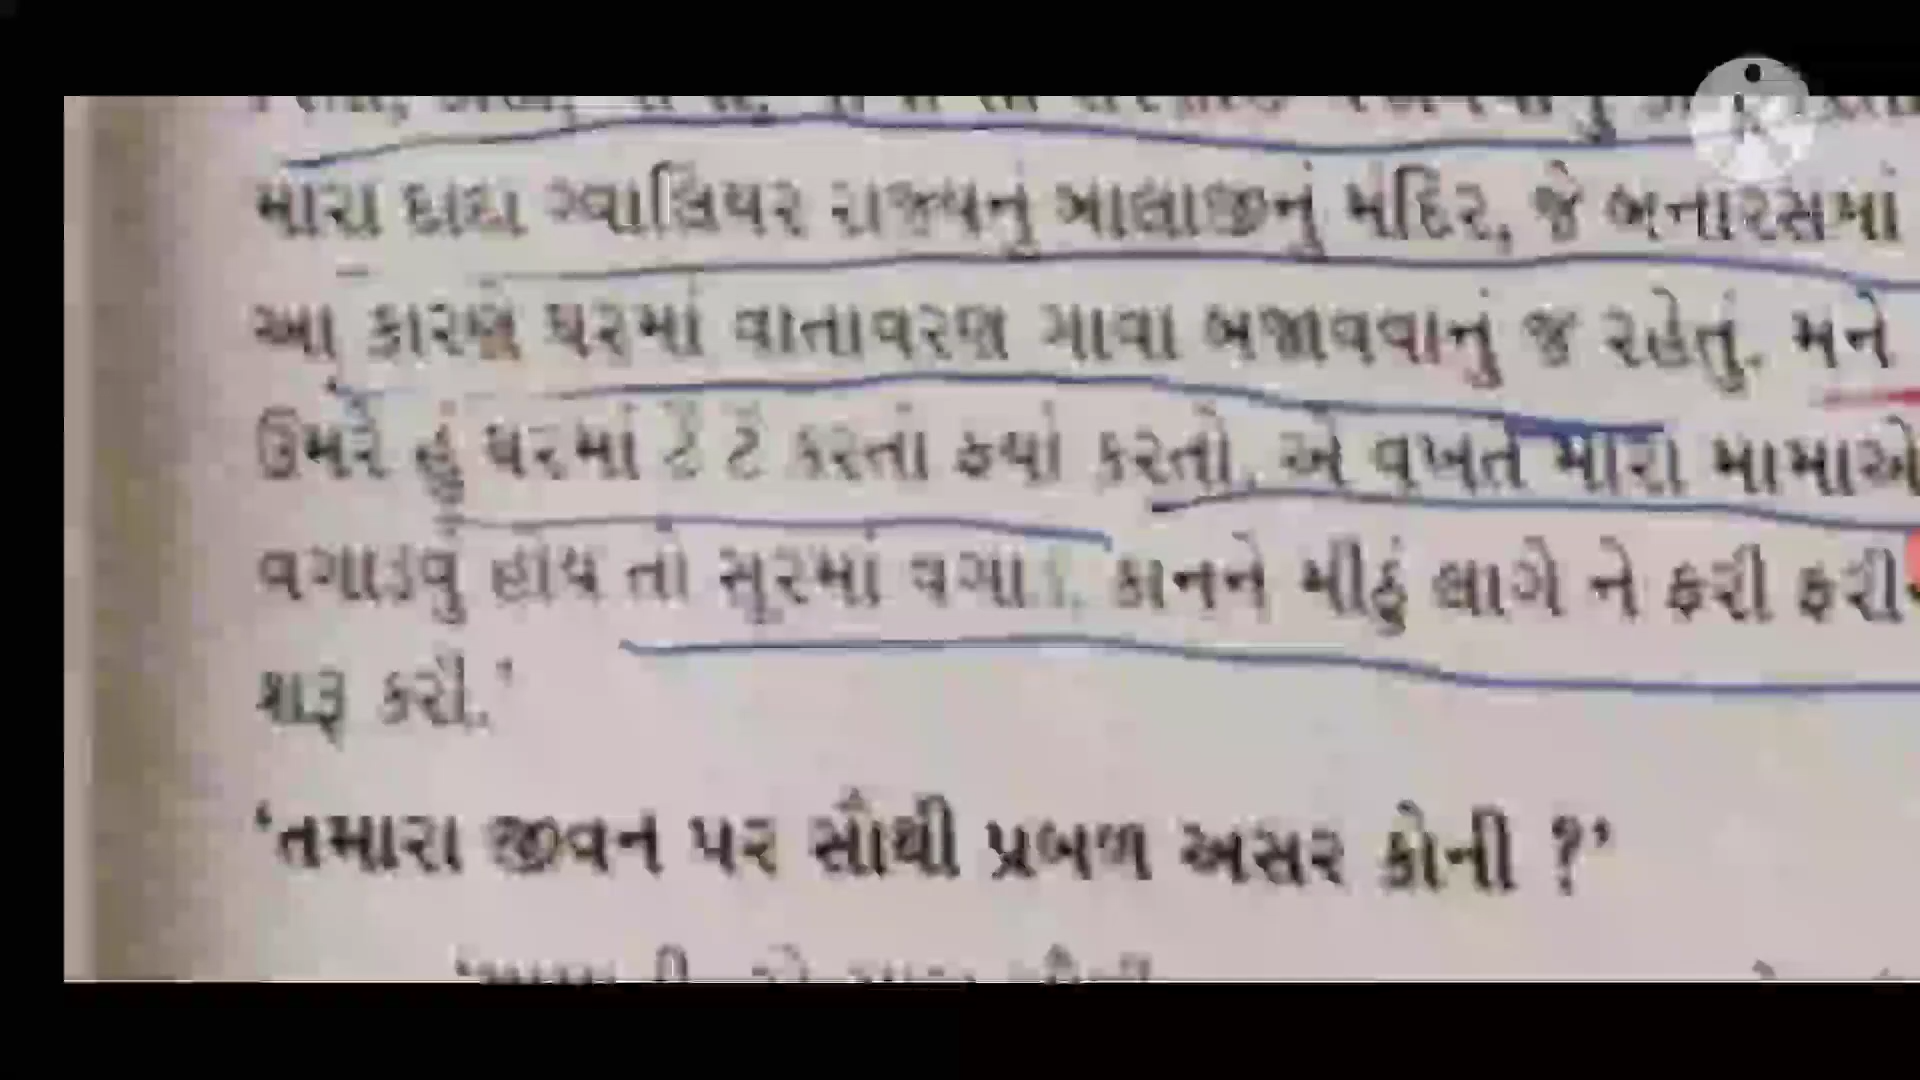 મારા દાદા ગ્વાલિયર રાજ્યનું બાલાજીનું મંદિર, જે બનારસમાં
આ કારણે ઘરમાં વાતાવરણ ગાવા બજાવવાનું જ રહેતું. મને
ઉંમરે હું ઘરમાં ટેં ટેં કરતો ફર્યા કરતો. એ વખતે મારા મામાએ
વગાડવું હોય તો સૂરમાં વગાડ. કાનને મીઠું લાગે ને ફરી ફરી
શરૂ કરી.'
'તમારા જીવન પર સૌથી પ્રબળ અસર કોની ?'